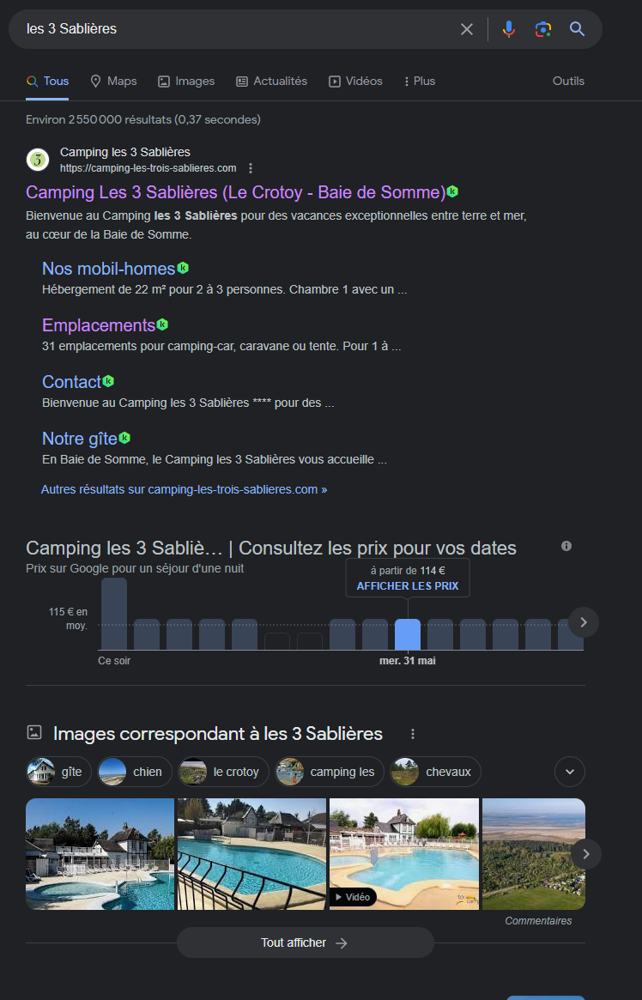 les 3 Sablières
Tous
Maps
Images
Actualités
Vidéos
Plus
Outils
Environ 2 550 000 résultats (0,37 secondes)
3
Camping les 3 Sablières
https://camping-les-trois-sablieres.com
Camping Les 3 Sablières (Le Crotoy - Baie de Somme)
Bienvenue au Camping les 3 Sablières pour des vacances exceptionnelles entre terre et mer,
au cœur de la Baie de Somme.
Nos mobil-homes
Hébergement de 22 m² pour 2 à 3 personnes. Chambre 1 avec un ...
Emplacements
31 emplacements pour camping-car, caravane ou tente. Pour 1 à ...
Contact
Bienvenue au Camping les 3 Sablières **** pour des ...
Notre gîte
En Baie de Somme, le Camping les 3 Sablières vous accueille ...
Autres résultats sur camping-les-trois-sablieres.com »
Camping les 3 Sabliè… | Consultez les prix pour vos dates
Prix sur Google pour un séjour d'une nuit
à partir de 114 €
AFFICHER LES PRIX
115 € en
moy.
Ce soir
mer. 31 mai
Images correspondant à les 3 Sablières
gîte
chien
le crotoy
camping les
chevaux
Vidéo
Commentaires
Tout afficher